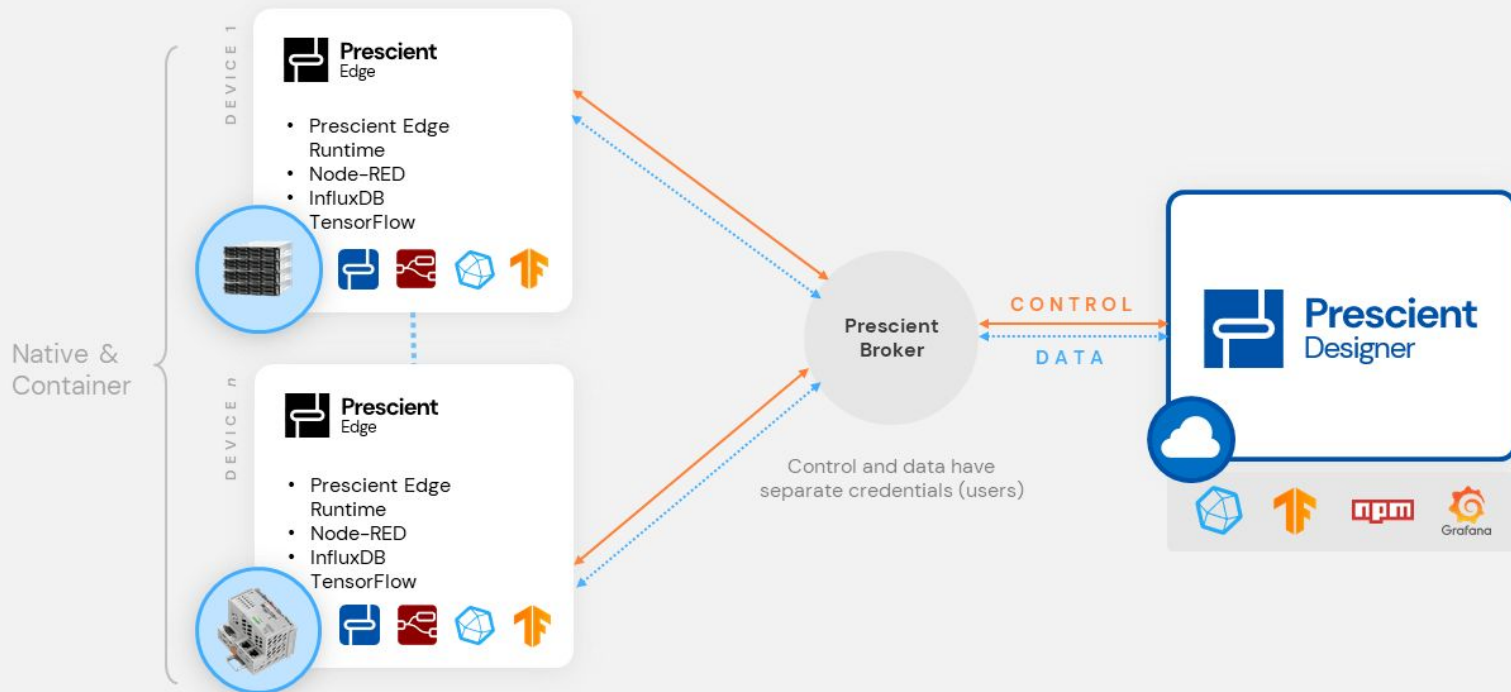 DEVICE 1
Prescient
Edge
• Prescient Edge
Runtime
• Node-RED
• InfluxDB
• TensorFlow
Native &
Container
DEVICE n
Prescient
Edge
• Prescient Edge
Runtime
• Node-RED
• InfluxDB
TensorFlow
Prescient
Broker
Control and data have
separate credentials (users)
CONTROL
DATA
Prescient
Designer
npm
Grafana